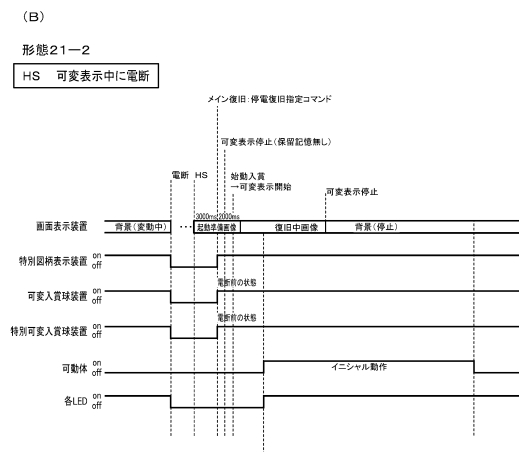 (B)
形態21－2
HS 可変表示中に電断
メイン復旧：停電復旧指定コマンド
可変表示停止（保留記憶無し）
電断 HS 始動入賞
→可変表示開始
可変表示停止
3000ms 2000ms
画面表示装置 背景（変動中） ・・・ 起動準備画像 復旧中画像 背景（停止）
特別図柄表示装置 on
off
電断前の状態
可変入賞球装置 on
off
電断前の状態
特別可変入賞球装置 on
off
可動体 on
off
イニシャル動作
各LED on
off